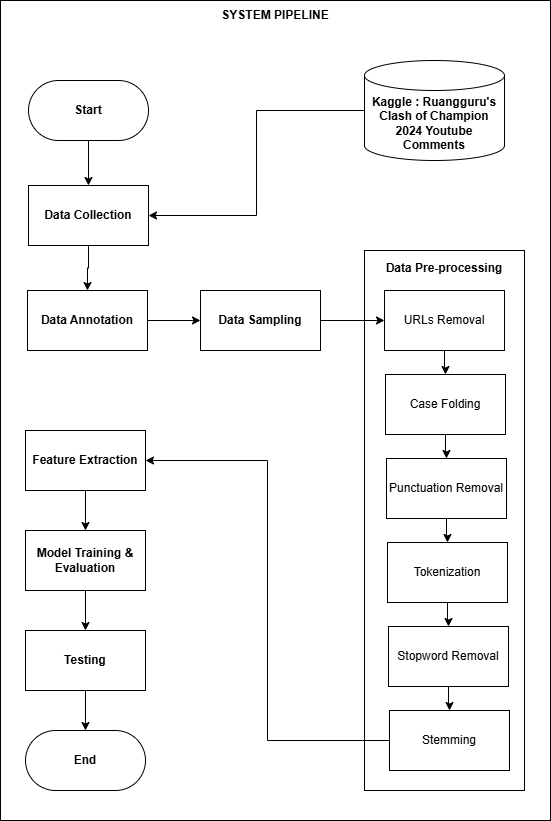 SYSTEM PIPELINE
Start
Kaggle : Ruangguru's
Clash of Champion
2024 Youtube
Comments
Data Collection
Data Annotation
Data Sampling
Data Pre-processing
URLs Removal
Case Folding
Punctuation Removal
Tokenization
Stopword Removal
Stemming
Feature Extraction
Model Training &
Evaluation
Testing
End